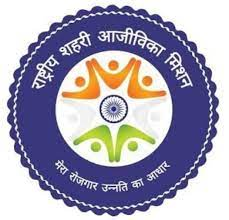 राष्ट्रीय शहरी आजीविका मिशन
मेरा रोजगार उन्नति का आधार